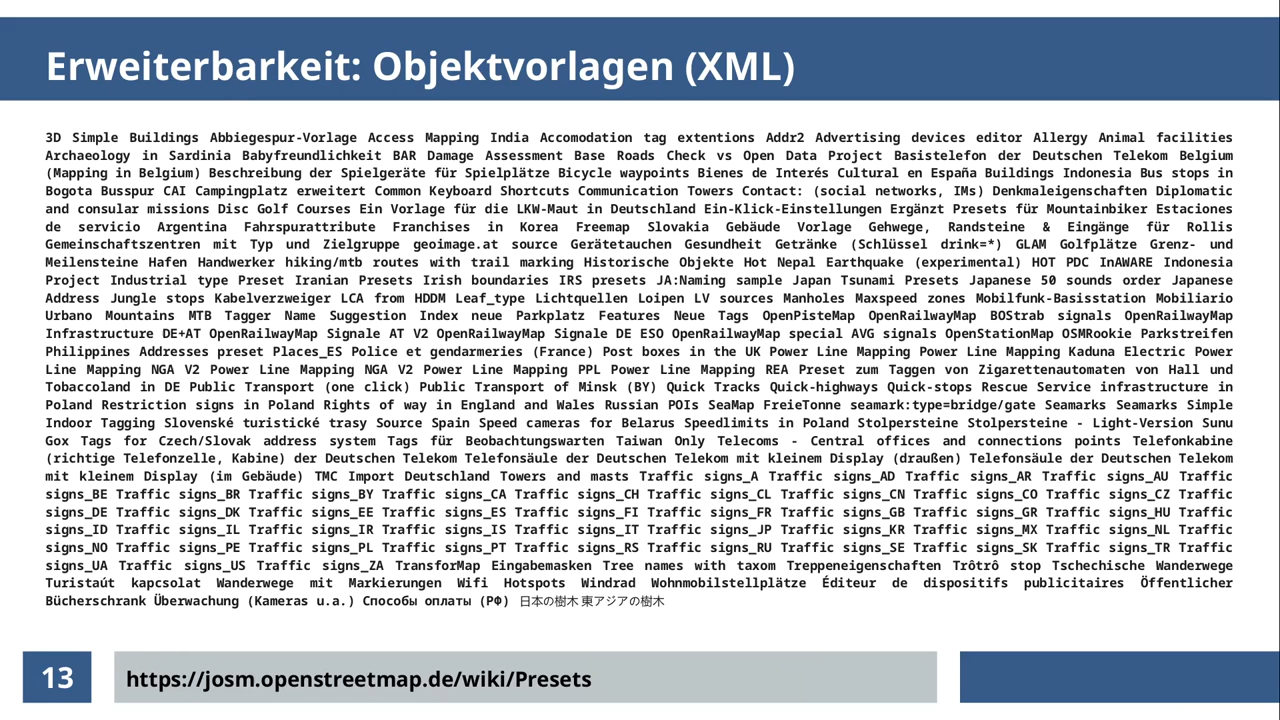 Erweiterbarkeit: Objektvorlagen (XML)
3D Simple Buildings Abbiegespur-Vorlage Access Mapping India Accomodation tag extentions Addr2 Advertising devices editor Allergy Animal facilities
Archaeology in Sardinia Babyfreundlichkeit BAR Damage Assessment Base Roads Check vs Open Data Project Basistelefon der Deutschen Telekom Belgium
(Mapping in Belgium) Beschreibung der Spielgeräte für Spielplätze Bicycle waypoints Bienes de Interés Cultural en España Buildings Indonesia Bus stops in
Bogota Busspur CAI Campingplatz erweitert Common Keyboard Shortcuts Communication Towers Contact: (social networks, IMs) Denkmaleigenschaften Diplomatic
and consular missions Disc Golf Courses Ein Vorlage für die LKW-Maut in Deutschland Ein-Klick-Einstellungen Ergänzt Presets für Mountainbiker Estaciones
de servicio Argentina Fahrspurattribute Franchises in Korea Freemap Slovakia Gebäude Vorlage Gehwege, Randsteine & Eingänge für Rollis
Gemeinschaftszentren mit Typ und Zielgruppe geoimage.at source Gerätetauchen Gesundheit Getränke (Schlüssel drink=*) GLAM Golfplätze Grenz- und
Meilensteine Hafen Handwerker hiking/mtb routes with trail marking Historische Objekte Hot Nepal Earthquake (experimental) HOT PDC InAWARE Indonesia
Project Industrial type Preset Iranian Presets Irish boundaries IRS presets JA:Naming sample Japan Tsunami Presets Japanese 50 sounds order Japanese
Address Jungle stops Kabelverzweiger LCA from HDDM Leaf_type Lichtquellen Loipen LV sources Manholes Maxspeed zones Mobilfunk-Basisstation Mobiliario
Urbano Mountains MTB Tagger Name Suggestion Index neue Parkplatz Features Neue Tags OpenPisteMap OpenRailwayMap BOStrab signals OpenRailwayMap
Infrastructure DE+AT OpenRailwayMap Signale AT V2 OpenRailwayMap Signale DE ESO OpenRailwayMap special AVG signals OpenStationMap OSMRookie Parkstreifen
Philippines Addresses preset Places_ES Police et gendarmeries (France) Post boxes in the UK Power Line Mapping Power Line Mapping Kaduna Electric Power
Line Mapping NGA V2 Power Line Mapping NGA V2 Power Line Mapping PPL Power Line Mapping REA Preset zum Taggen von Zigarettenautomaten von Hall und
Tobaccoland in DE Public Transport (one click) Public Transport of Minsk (BY) Quick Tracks Quick-highways Quick-stops Rescue Service infrastructure in
Poland Restriction signs in Poland Rights of way in England and Wales Russian POIs SeaMap FreieTonne seamark:type=bridge/gate Seamarks Seamarks Simple
Indoor Tagging Slovenské turistické trasy Source Spain Speed cameras for Belarus Speedlimits in Poland Stolpersteine Stolpersteine - Light-Version Sunu
Gox Tags for Czech/Slovak address system Tags für Beobachtungswarten Taiwan Only Telecoms - Central offices and connections points Telefonkabine
(richtige Telefonzelle, Kabine) der Deutschen Telekom Telefonsäule der Deutschen Telekom mit kleinem Display (draußen) Telefonsäule der Deutschen Telekom
mit kleinem Display (im Gebäude) TMC Import Deutschland Towers and masts Traffic signs_A Traffic signs_AD Traffic signs_AR Traffic signs_AU Traffic
signs_BE Traffic signs_BR Traffic signs_BY Traffic signs_CA Traffic signs_CH Traffic signs_CL Traffic signs_CN Traffic signs_CO Traffic signs_CZ Traffic
signs_DE Traffic signs_DK Traffic signs_EE Traffic signs_ES Traffic signs_FI Traffic signs_FR Traffic signs_GB Traffic signs_GR Traffic signs_HU Traffic
signs_ID Traffic signs_IL Traffic signs_IR Traffic signs_IS Traffic signs_IT Traffic signs_JP Traffic signs_KR Traffic signs_MX Traffic signs_NL Traffic
signs_NO Traffic signs_PE Traffic signs_PL Traffic signs_PT Traffic signs_RS Traffic signs_RU Traffic signs_SE Traffic signs_SK Traffic signs_TR Traffic
signs_UA Traffic signs_US Traffic signs_ZA TransforMap Eingabemasken Tree names with taxom Treppeneigenschaften Trôtrô stop Tschechische Wanderwege
Turistaút kapcsolat Wanderwege mit Markierungen Wifi Hotspots Windrad Wohnmobilstellplätze Éditeur de dispositifs publicitaires Öffentlicher
Bücherschrank Überwachung (Kameras u.a.) Способы оплаты (РФ) 日本の樹木 東アジアの樹木
13
https://josm.openstreetmap.de/wiki/Presets